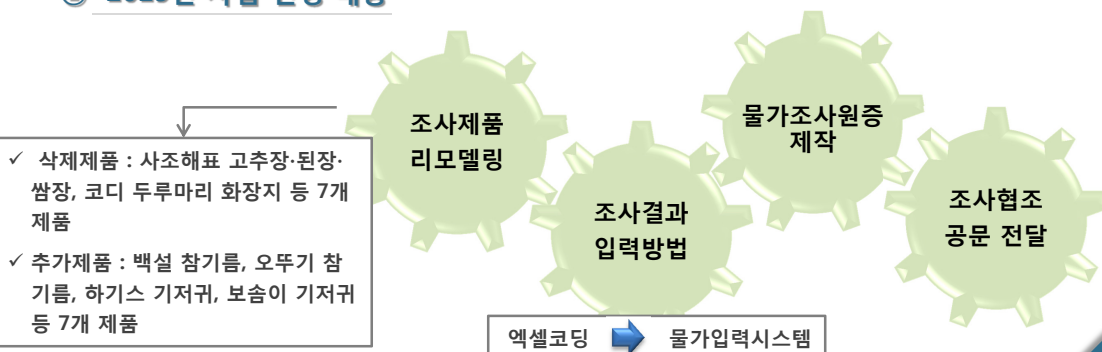 조사제품
리모델링
물가조사원증
제작
조사결과
입력방법
조사협조
공문 전달
✓ 삭제제품 : 사조해표 고추장·된장·
쌈장, 코디 두루마리 화장지 등 7개
제품
✓ 추가제품 : 백설 참기름, 오뚜기 참
기름, 하기스 기저귀, 보솜이 기저귀
등 7개 제품
엑셀코딩 물가입력시스템